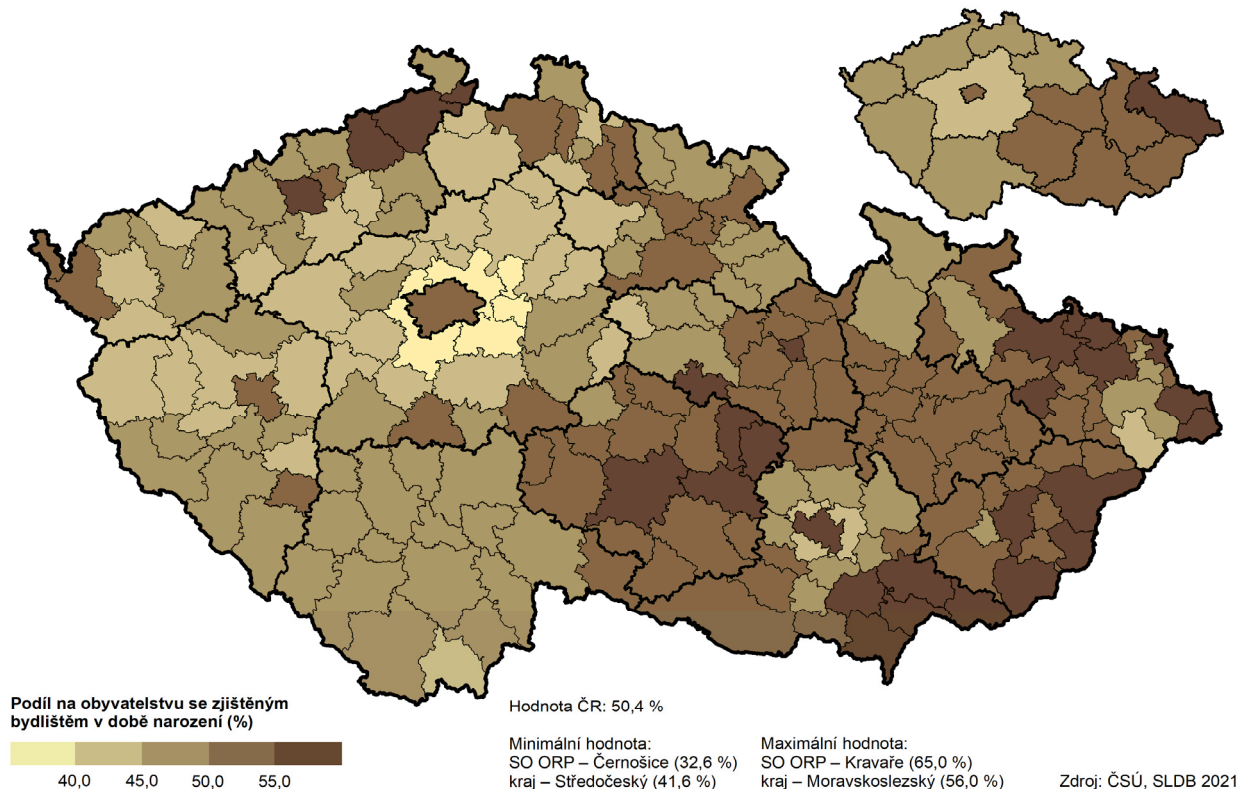 Podíl na obyvatelstvu se zjištěným
bydlištěm v době narození (%)
40,0 45,0 50,0 55,0
Hodnota ČR: 50,4 %
Minimální hodnota:
SO ORP – Černošice (32,6 %)
kraj – Středočeský (41,6 %)
Maximální hodnota:
SO ORP – Kravaře (65,0 %)
kraj – Moravskoslezský (56,0 %)
Zdroj: ČSÚ, SLDB 2021